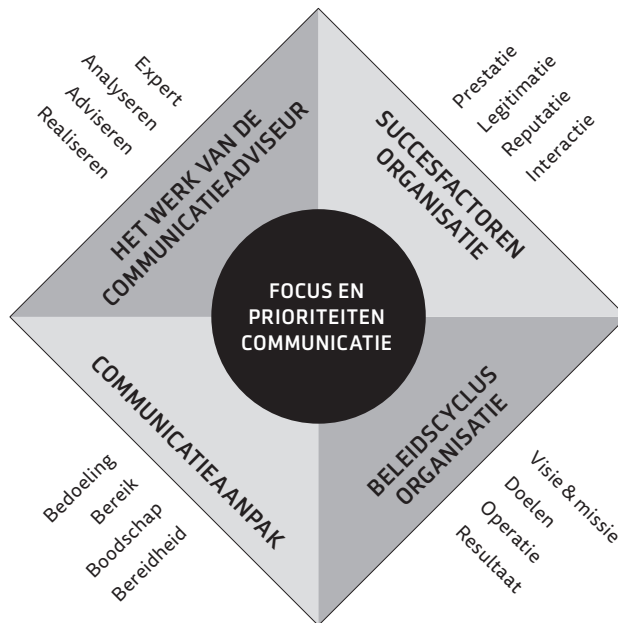 Expert
Analyseren
Adviseren
Realiseren
HET WERK VAN DE
COMMUNICATIEADVISEUR
Prestatie
Legitimatie
Reputatie
Interactie
SUCCESFACTOREN
ORGANISATIE
FOCUS EN
PRIORITEITEN
COMMUNICATIE
COMMUNICATIEAANPAK
Bedoeling
Bereik
Boodschap
Bereidheid
BELEIDSCYCLUS
ORGANISATIE
Visie & missie
Doelen
Operatie
Resultaat